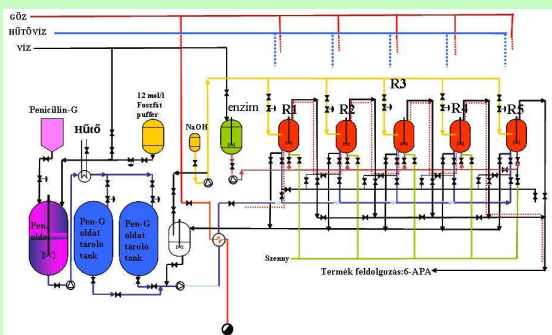 GŐZ
HŰTŐVÍZ
VÍZ
Penicillin-G
Hűtő
12 mol/l
Foszfát
puffer
NaOH
enzim
R1
R2
R3
R4
R5
Pen.
oldó
Pen-G
oldat
tároló
tank
Pen-G
oldat
tároló
tank
Szenny
Termék feldolgozás:6-APA